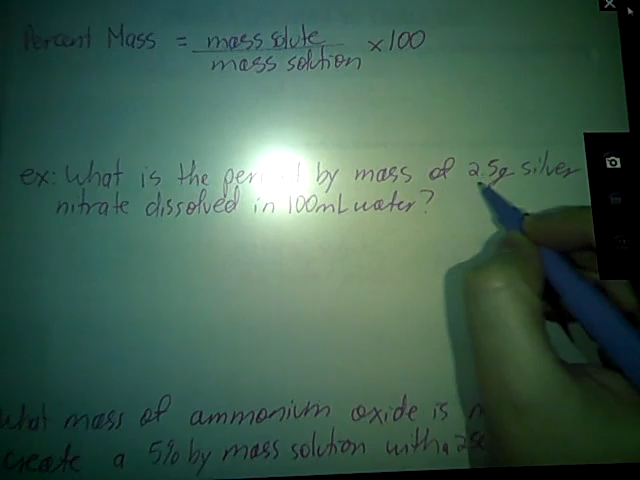 Percent Mass = mass solute / mass solution × 100
ex: What is the by mass of 2.5g silver
nitrate dissolved in 100mL water?
What mass of ammonium oxide is
create a 5% by mass solution with a